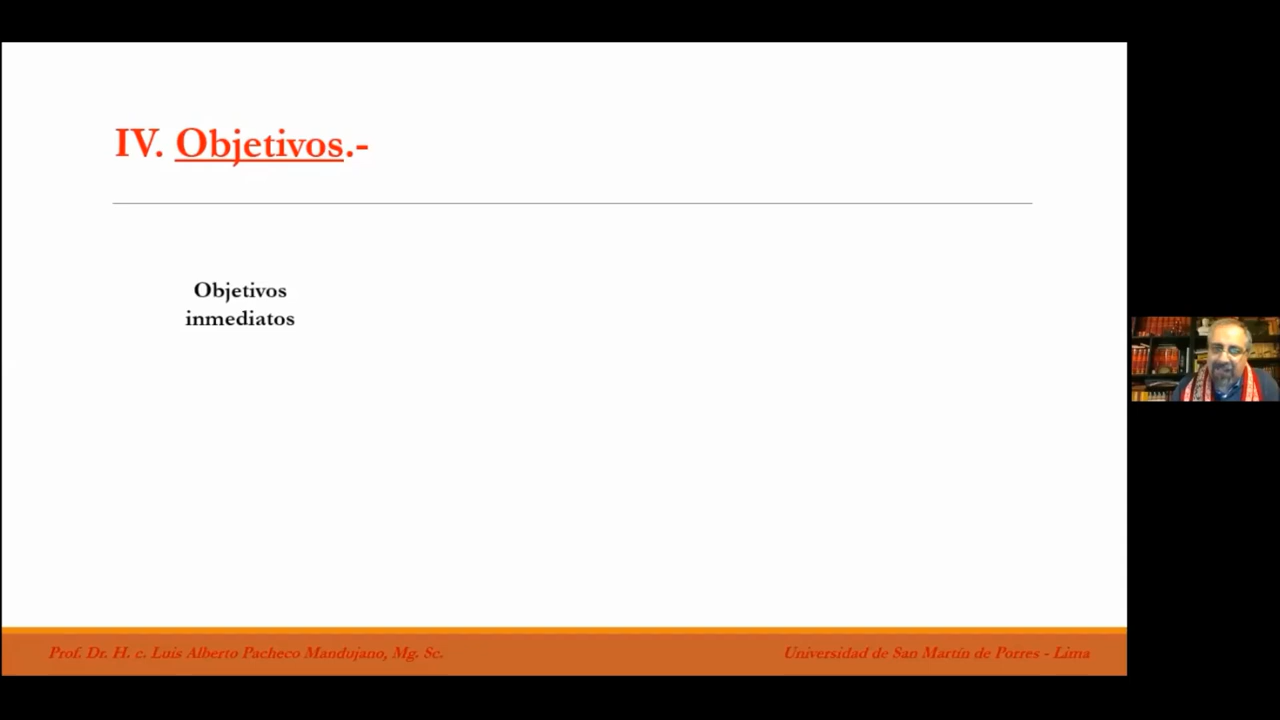 IV. Objetivos.-
Objetivos
inmediatos
Prof. Dr. H. c. Luis Alberto Pacheco Mandujano, Mg. Sc.
Universidad de San Martín de Porres - Lima